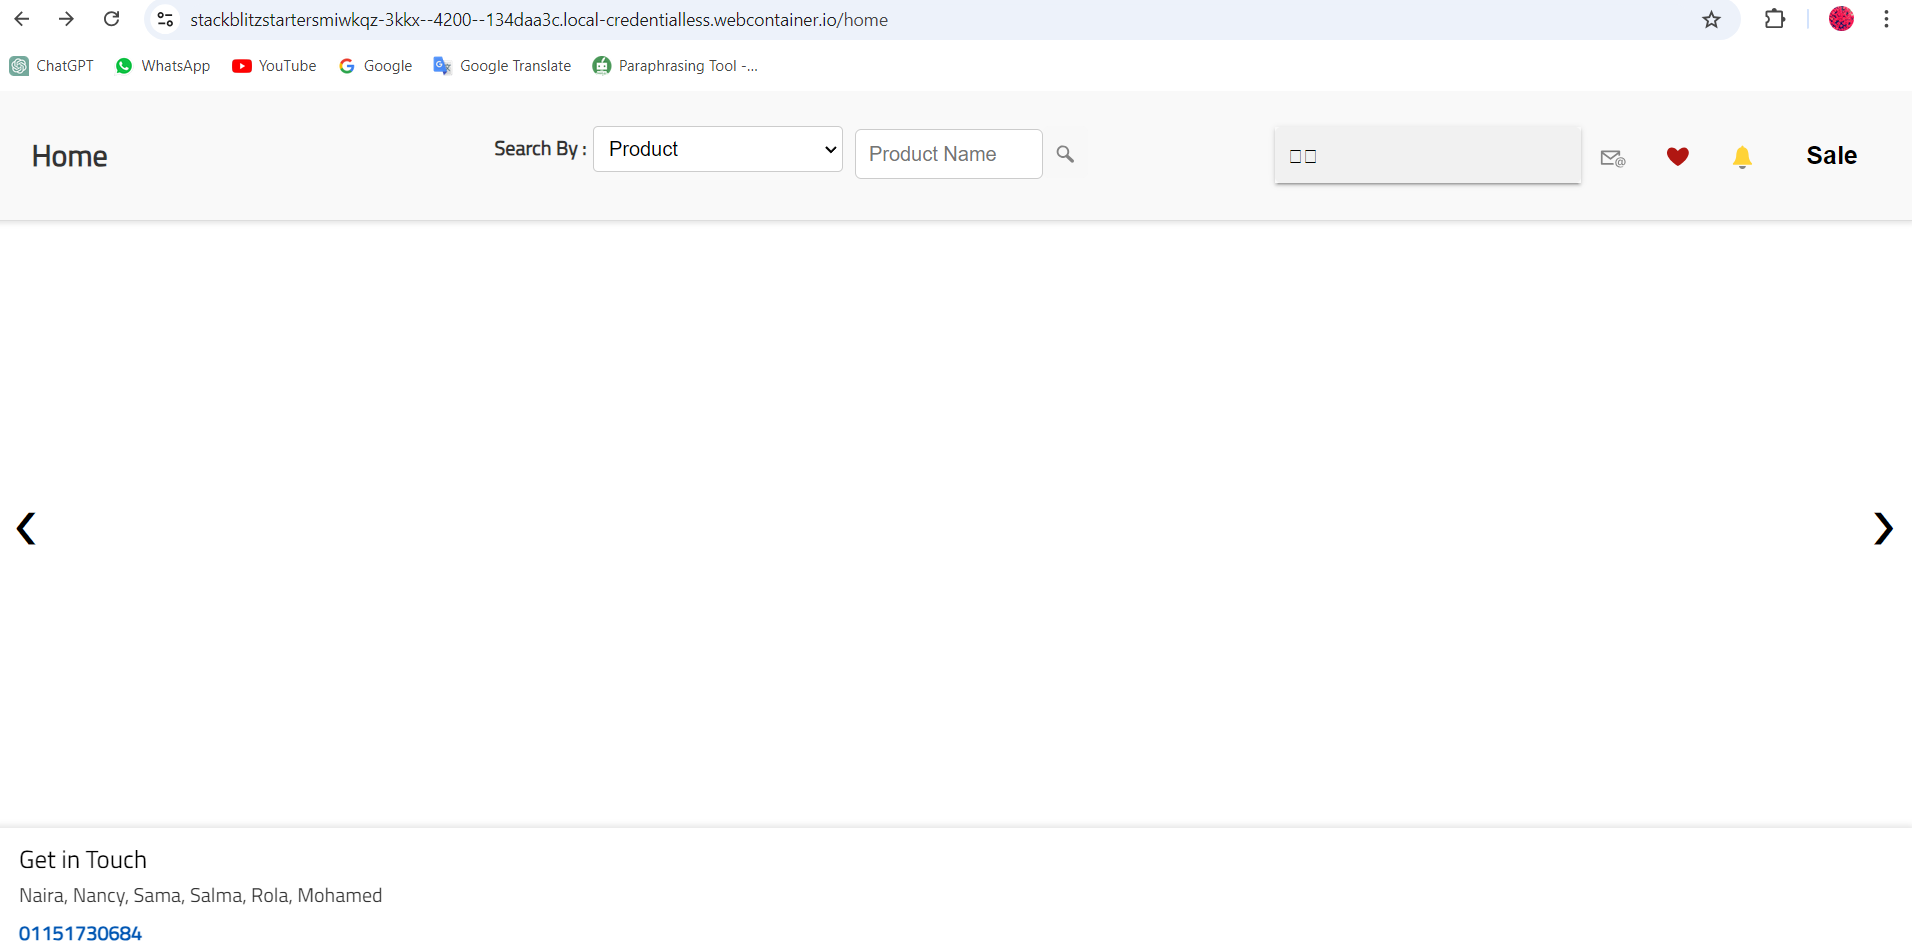 stackblitzstartersmiwkqz-3kkx--4200--134daa3c.local-credentialless.webcontainer.io/home
ChatGPT WhatsApp YouTube Google Google Translate Paraphrasing Tool -...
Home Search By : Product Product Name Sale
Get in Touch
Naira, Nancy, Sama, Salma, Rola, Mohamed
01151730684